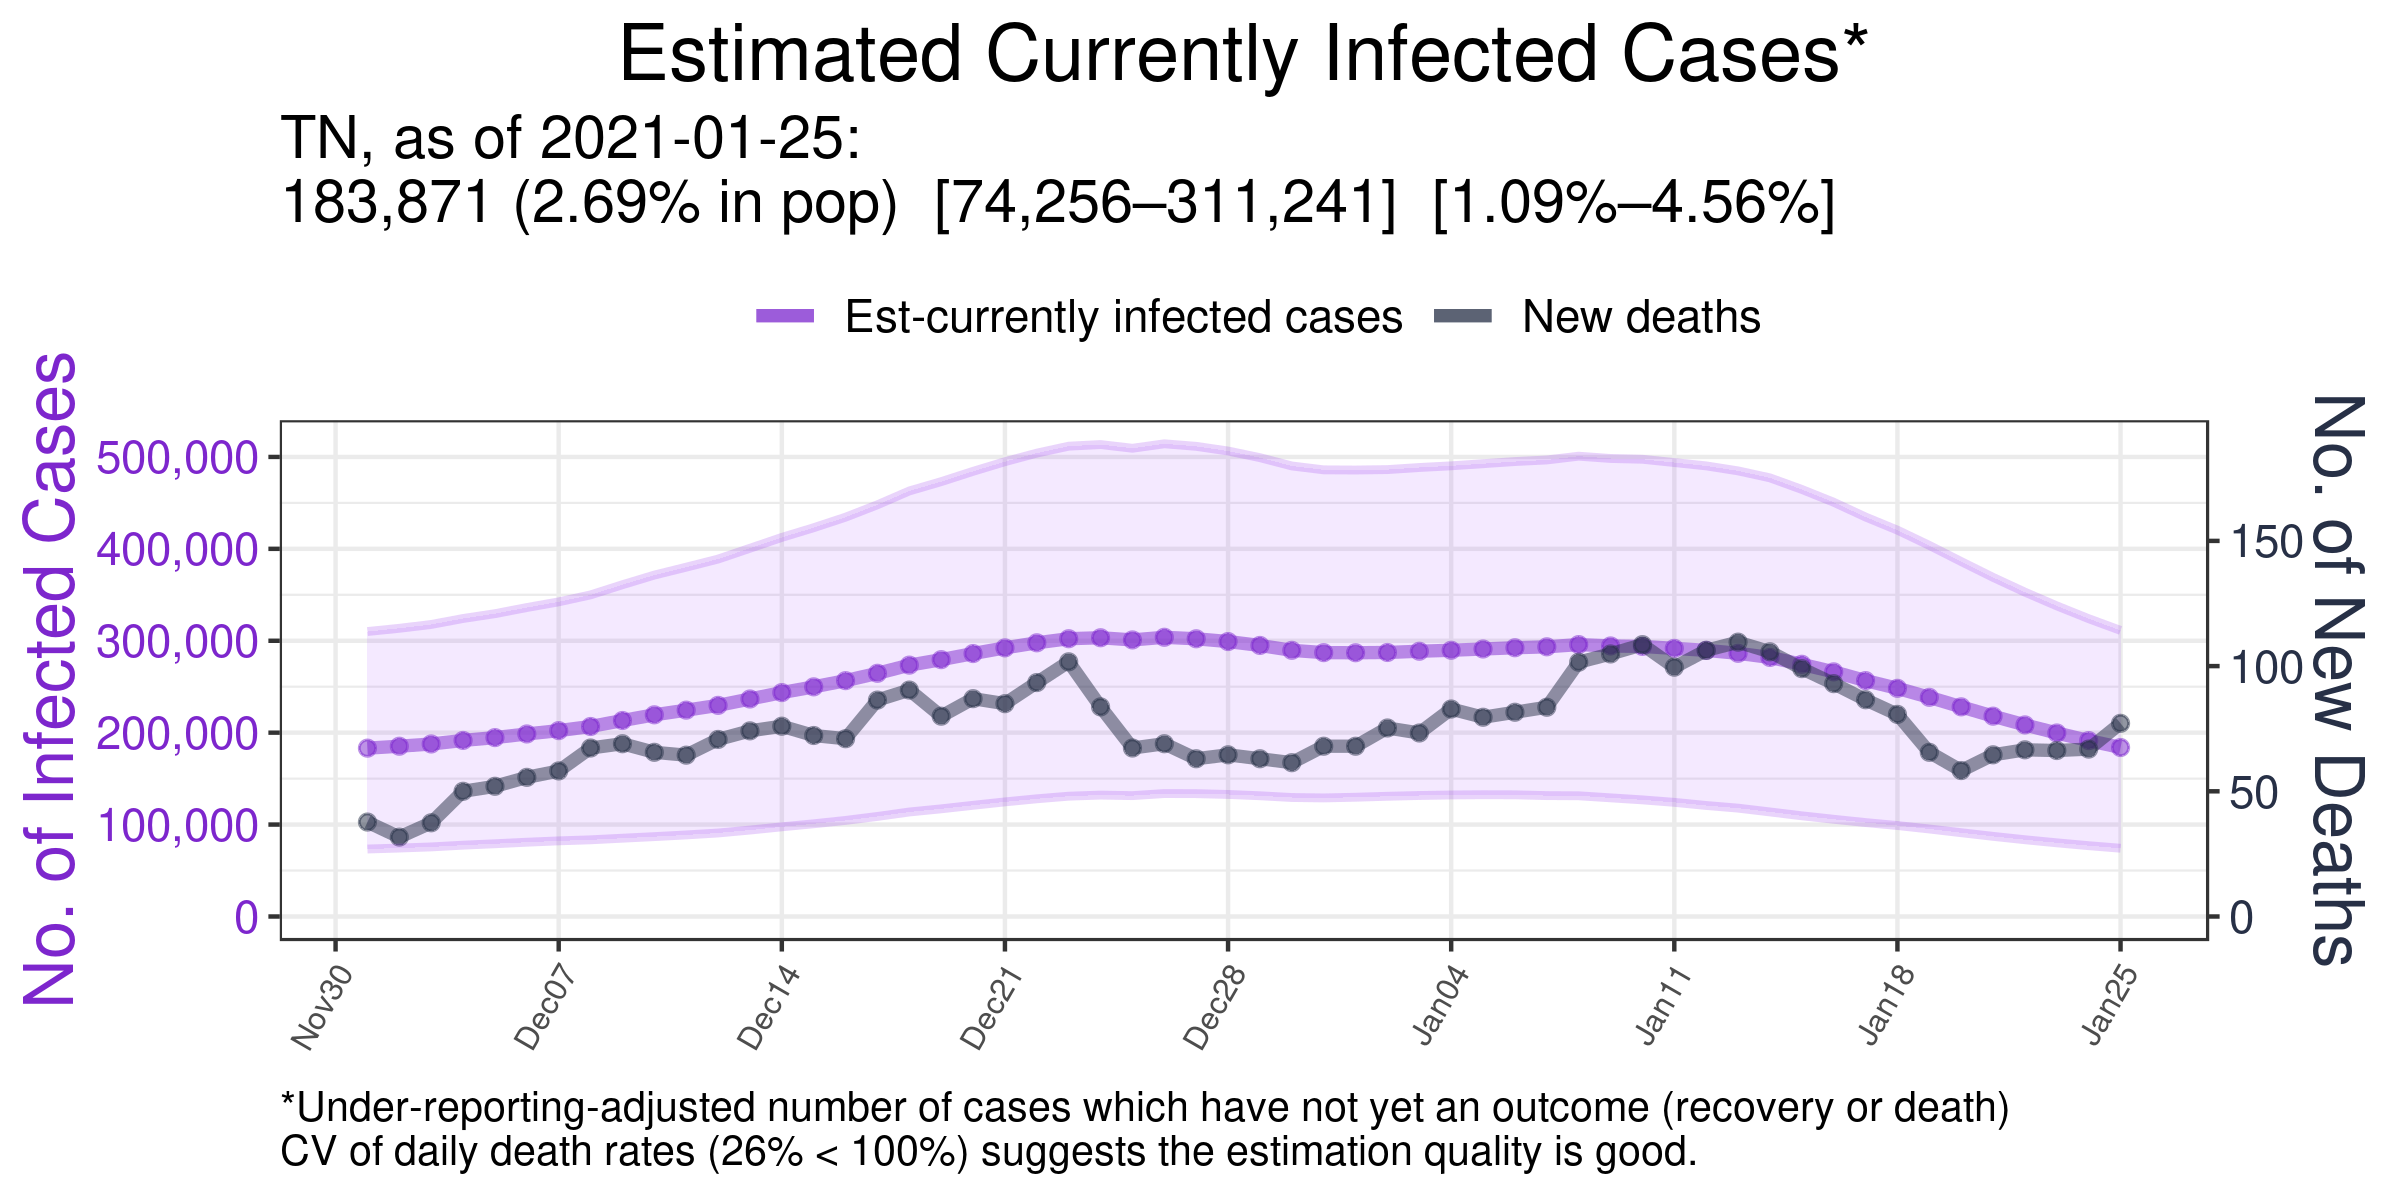 Estimated Currently Infected Cases*
TN, as of 2021-01-25:
183,871 (2.69% in pop)  [74,256–311,241]  [1.09%–4.56%]
Est-currently infected cases
New deaths
No. of Infected Cases
500,000
400,000
300,000
200,000
100,000
0
150
100
50
0
No. of New Deaths
Nov30
Dec07
Dec14
Dec21
Dec28
Jan04
Jan11
Jan18
Jan25
*Under-reporting-adjusted number of cases which have not yet an outcome (recovery or death)
CV of daily death rates (26% < 100%) suggests the estimation quality is good.